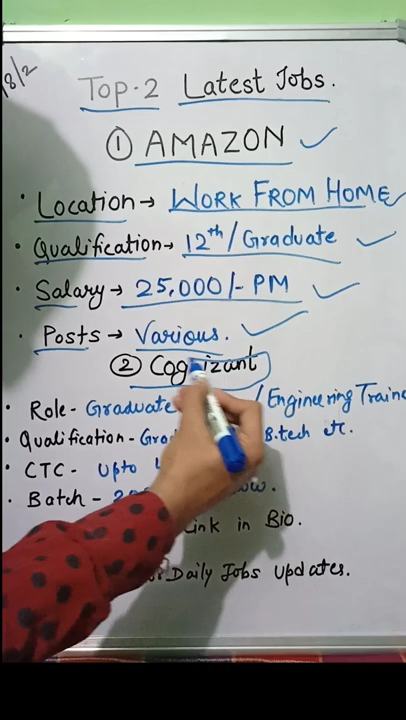 8/2
Top-2 Latest Jobs.
① AMAZON
• Location → WORK FROM HOME
• Qualification → 12th/Graduate
• Salary → 25,000/- PM
• Posts → Various.
② Cognizant
• Role - Graduate / Engineering Traine
• Qualification - B.tech etc.
• CTC - Upto
• Batch -
Link in Bio.
Daily Jobs Updates.